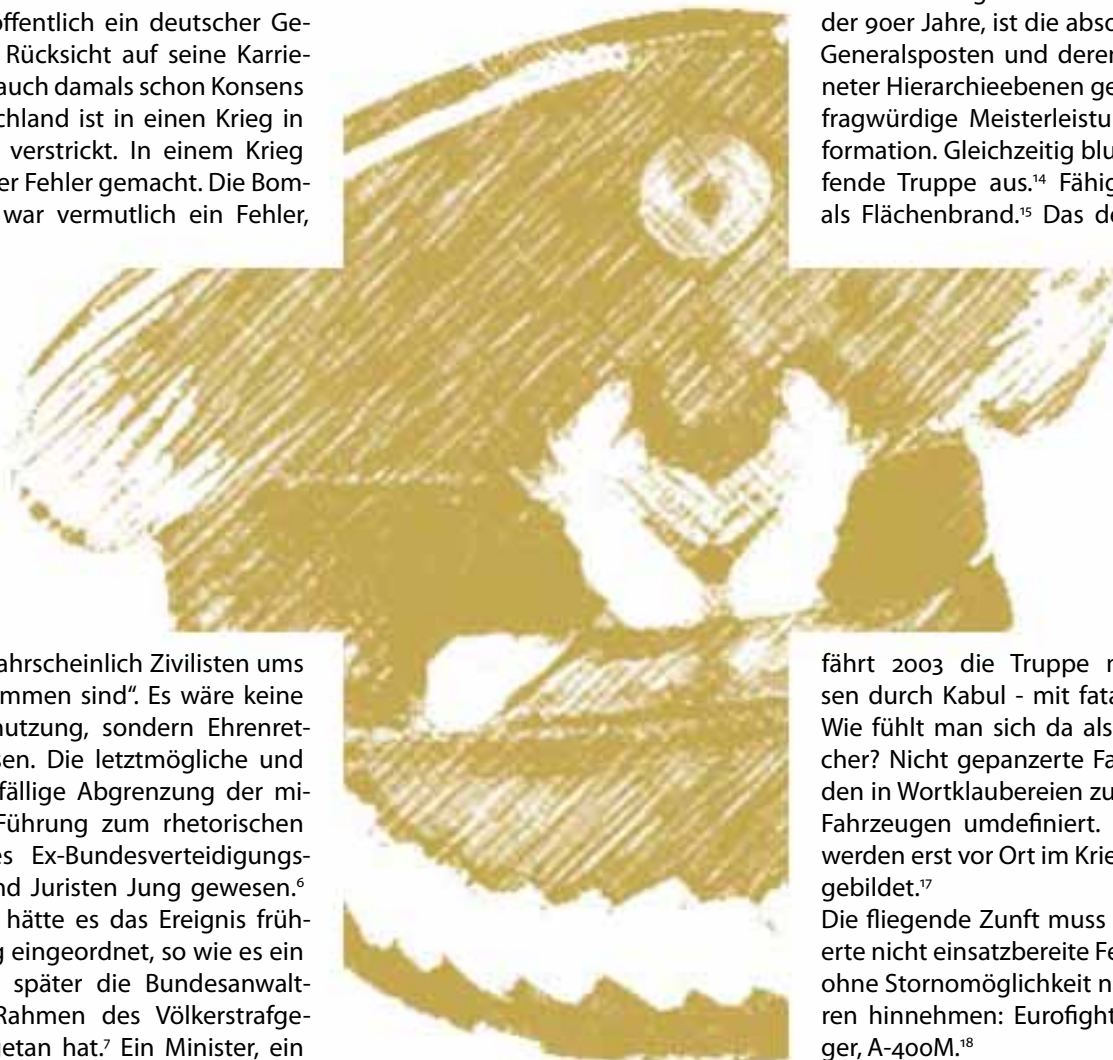 öffentlich ein deutscher Ge-
Rücksicht auf seine Karrie-
auch damals schon Konsens
chland ist in einen Krieg in
verstrickt. In einem Krieg
er Fehler gemacht. Die Bom-
war vermutlich ein Fehler,
ahrscheinlich Zivilisten ums
mmen sind“. Es wäre keine
nutzung, sondern Ehrenret-
sen. Die letztmögliche und
fällige Abgrenzung der mi-
Führung zum rhetorischen
es Ex-Bundesverteidigungs-
nd Juristen Jung gewesen.⁶
hätte es das Ereignis früh-
g eingeordnet, so wie es ein
später die Bundesanwalt-
Rahmen des Völkerstrafge-
getan hat.⁷ Ein Minister, ein
der 90er Jahre, ist die abso
Generalsposten und deren
neter Hierarchieebenen ge
fragwürdige Meisterleistu
formation. Gleichzeitig blu
fende Truppe aus.¹⁴ Fähig
als Flächenbrand.¹⁵ Das de
fährt 2003 die Truppe m
sen durch Kabul - mit fata
Wie fühlt man sich da als
cher? Nicht gepanzerte Fa
den in Wortklaubereien zu
Fahrzeugen umdefiniert.
werden erst vor Ort im Krie
gebildet.¹⁷
Die fliegende Zunft muss
erte nicht einsatzbereite Fe
ohne Stornomöglichkeit n
ren hinnehmen: Eurofight
ger, A-400M.¹⁸